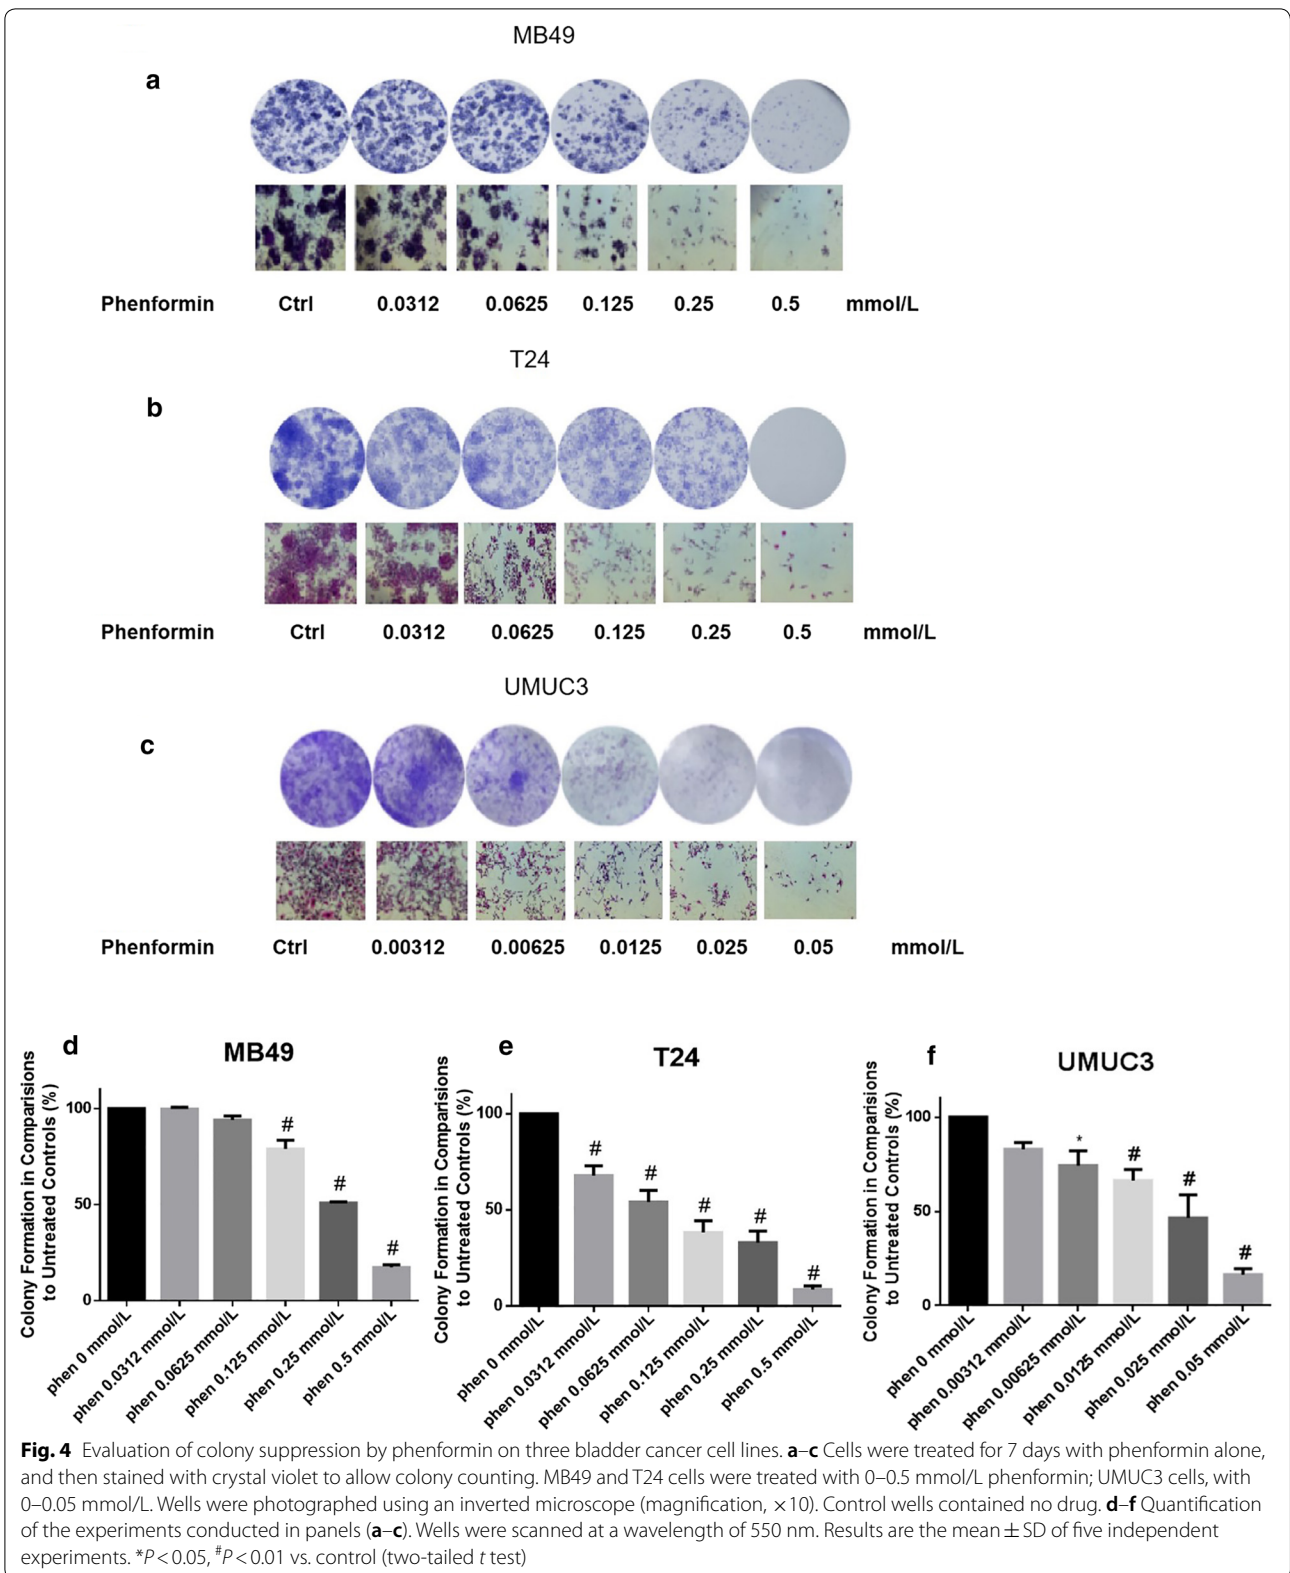 MB49
a
Phenformin Ctrl 0.0312 0.0625 0.125 0.25 0.5 mmol/L
T24
b
Phenformin Ctrl 0.0312 0.0625 0.125 0.25 0.5 mmol/L
UMUC3
c
Phenformin Ctrl 0.00312 0.00625 0.0125 0.025 0.05 mmol/L
d MB49
Colony Formation in Comparisions
to Untreated Controls (%)
100
50
0
# # #
phen 0 mmol/L
phen 0.0312 mmol/L
phen 0.0625 mmol/L
phen 0.125 mmol/L
phen 0.25 mmol/L
phen 0.5 mmol/L
e T24
Colony Formation in Comparisions
to Untreated Controls (%)
100
50
0
# # # # #
phen 0 mmol/L
phen 0.0312 mmol/L
phen 0.0625 mmol/L
phen 0.125 mmol/L
phen 0.25 mmol/L
phen 0.5 mmol/L
f UMUC3
Colony Formation in Comparisions
to Untreated Controls (%)
100
50
0
* # # #
phen 0 mmol/L
phen 0.00312 mmol/L
phen 0.00625 mmol/L
phen 0.0125 mmol/L
phen 0.025 mmol/L
phen 0.05 mmol/L
Fig. 4 Evaluation of colony suppression by phenformin on three bladder cancer cell lines. a–c Cells were treated for 7 days with phenformin alone,
and then stained with crystal violet to allow colony counting. MB49 and T24 cells were treated with 0–0.5 mmol/L phenformin; UMUC3 cells, with
0–0.05 mmol/L. Wells were photographed using an inverted microscope (magnification, ×10). Control wells contained no drug. d–f Quantification
of the experiments conducted in panels (a–c). Wells were scanned at a wavelength of 550 nm. Results are the mean ± SD of five independent
experiments. *P < 0.05, #P < 0.01 vs. control (two-tailed t test)